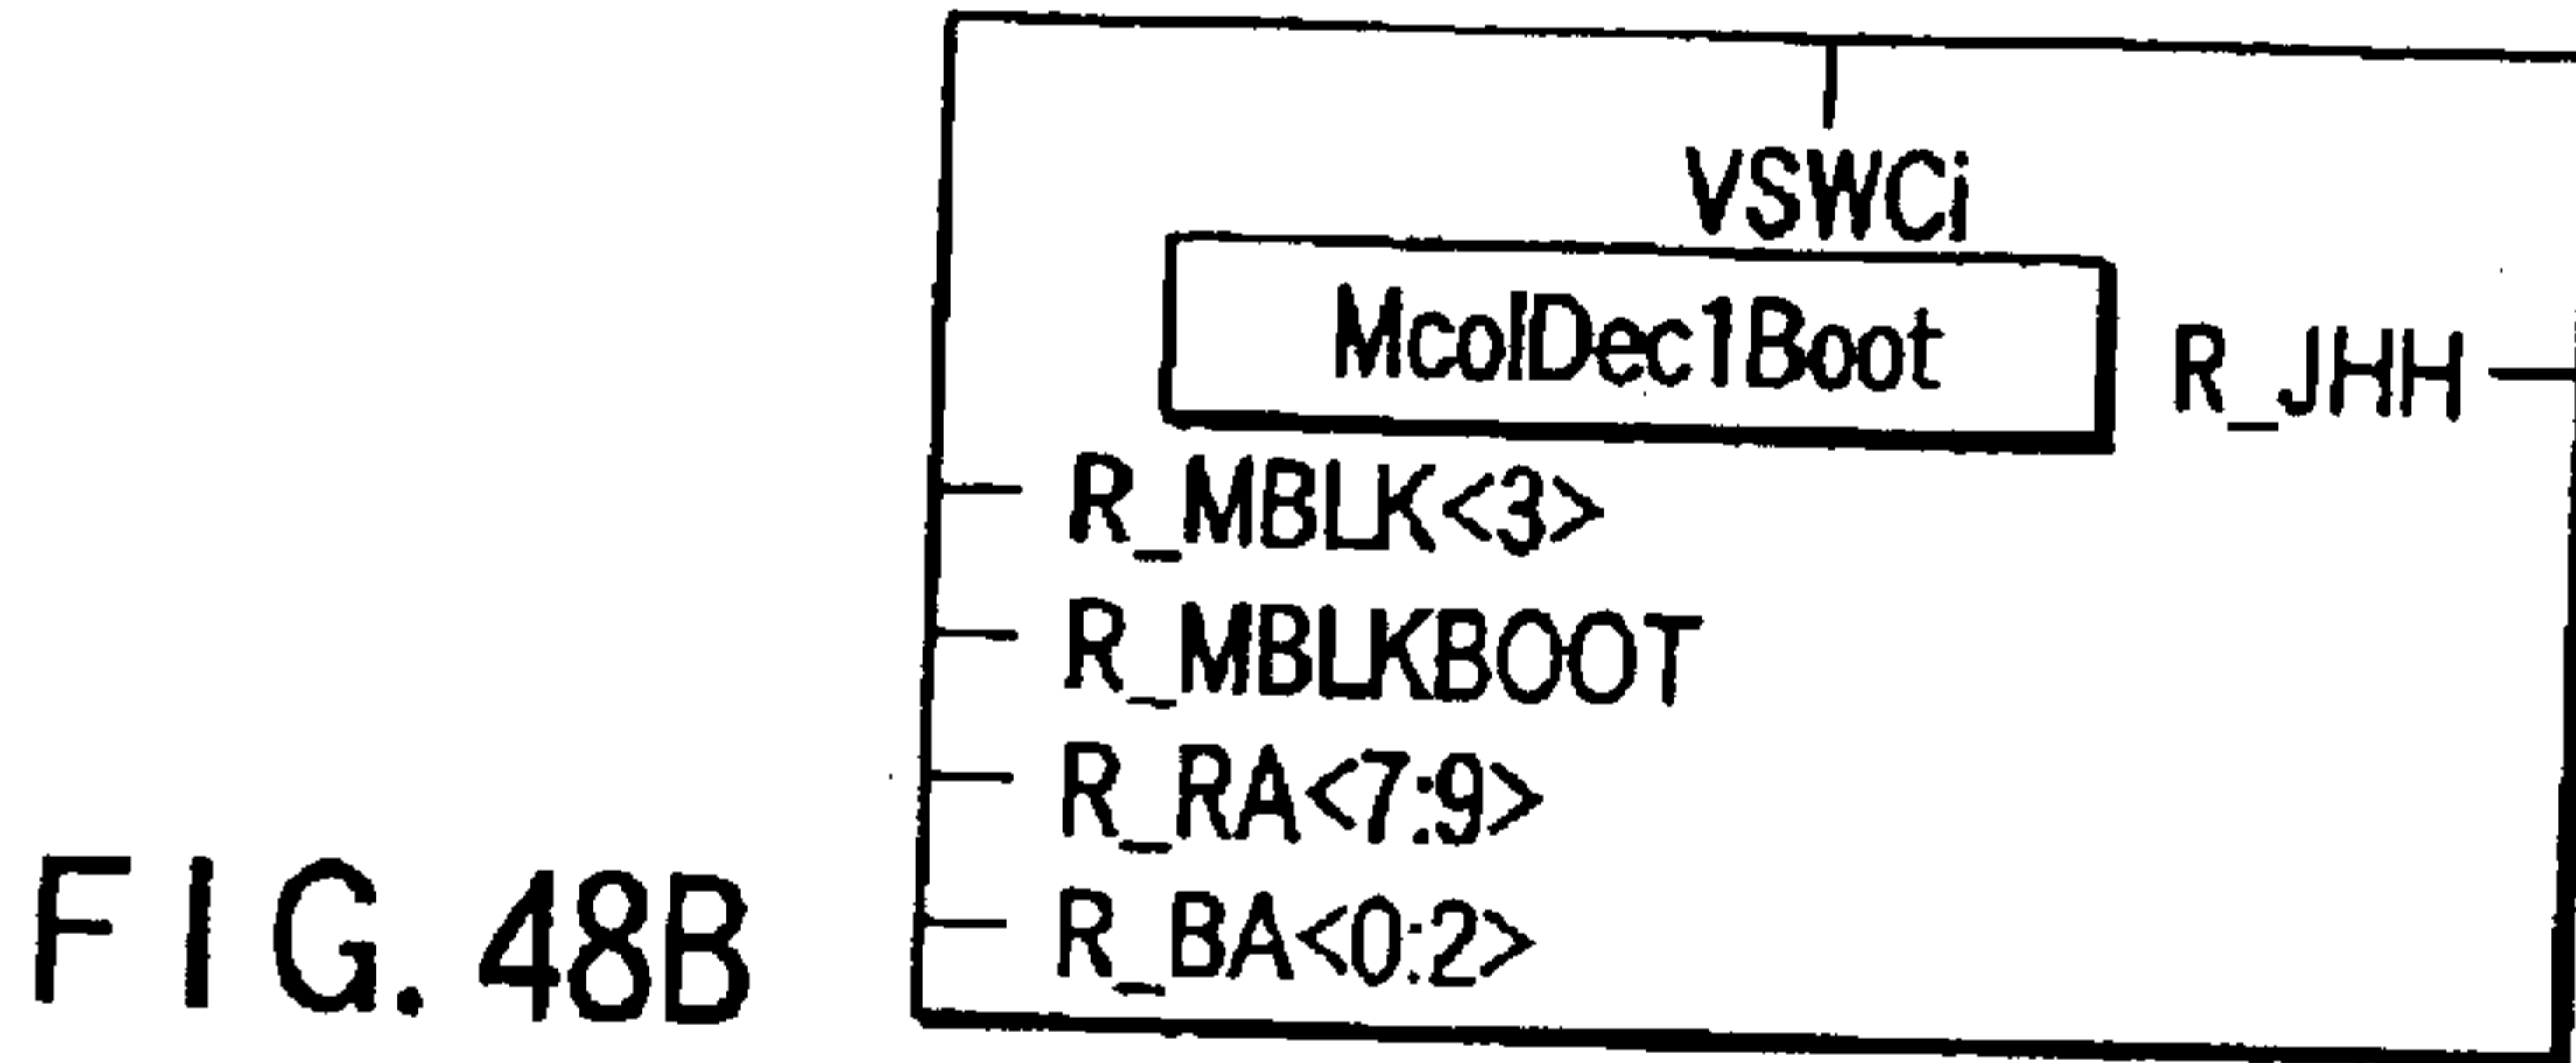 VSWCi
McolDec1Boot
R_JHH
R_MBLK<3>
R_MBLKBOOT
R_RA<7:9>
R_BA<0:2>
FIG. 48B